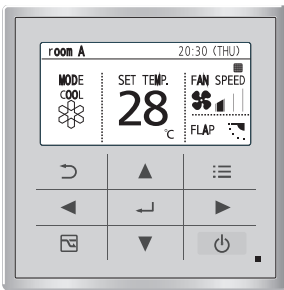 room A 20:30 (THU)
MODE SET TEMP. FAN SPEED
COOL
28 °C
FLAP